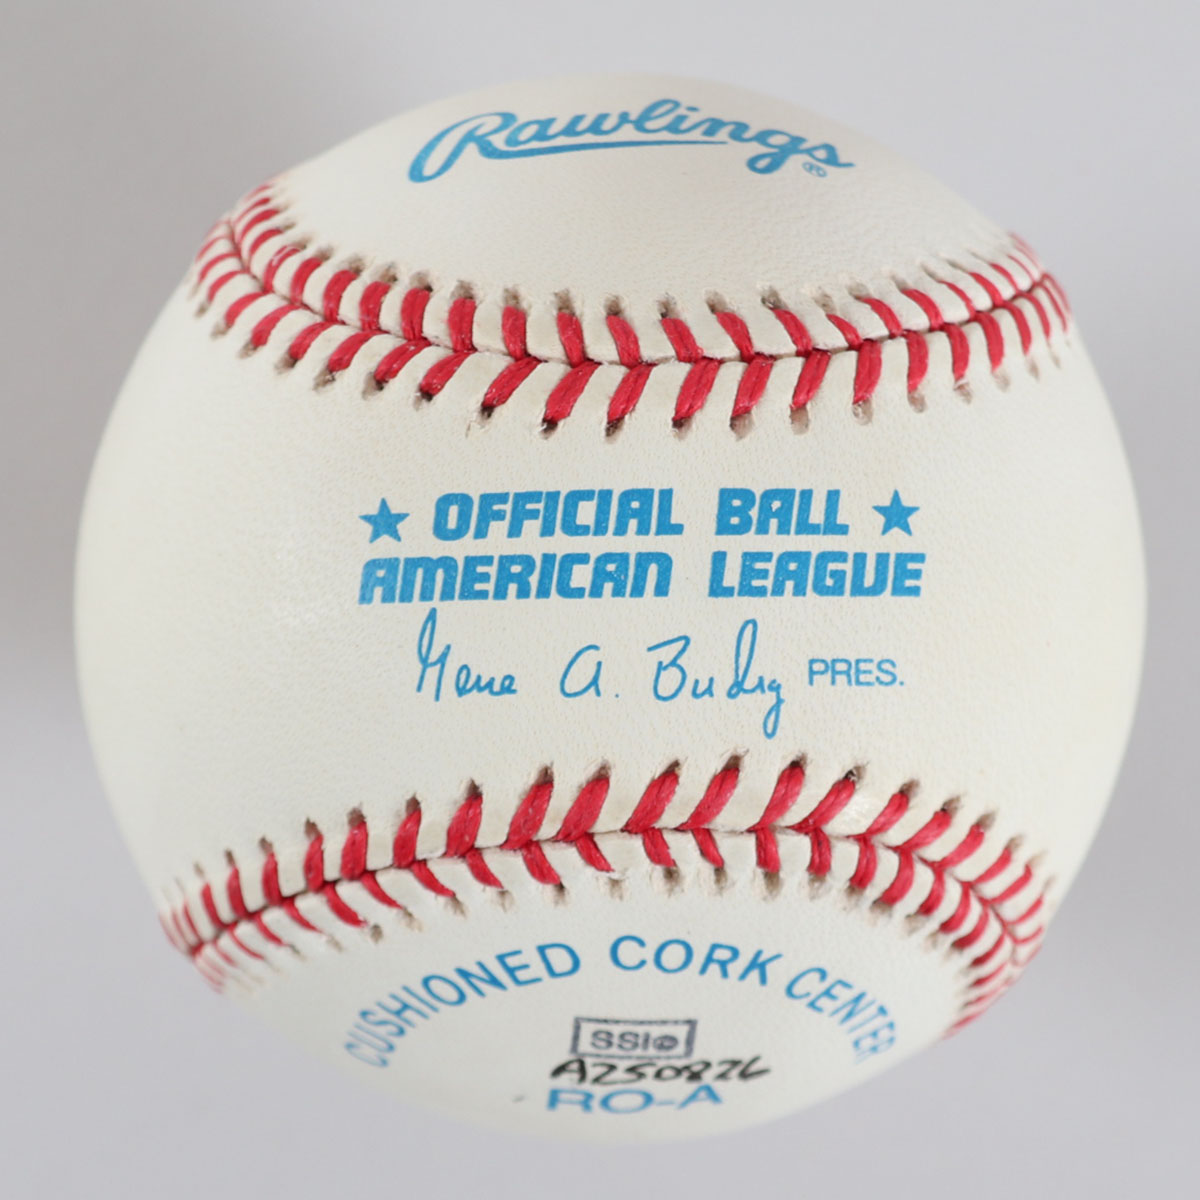 Rawlings®
★ OFFICIAL BALL ★
AMERICAN LEAGUE
Gene A. Budig PRES.
CUSHIONED CORK CENTER
SSI
A250826
RO-A